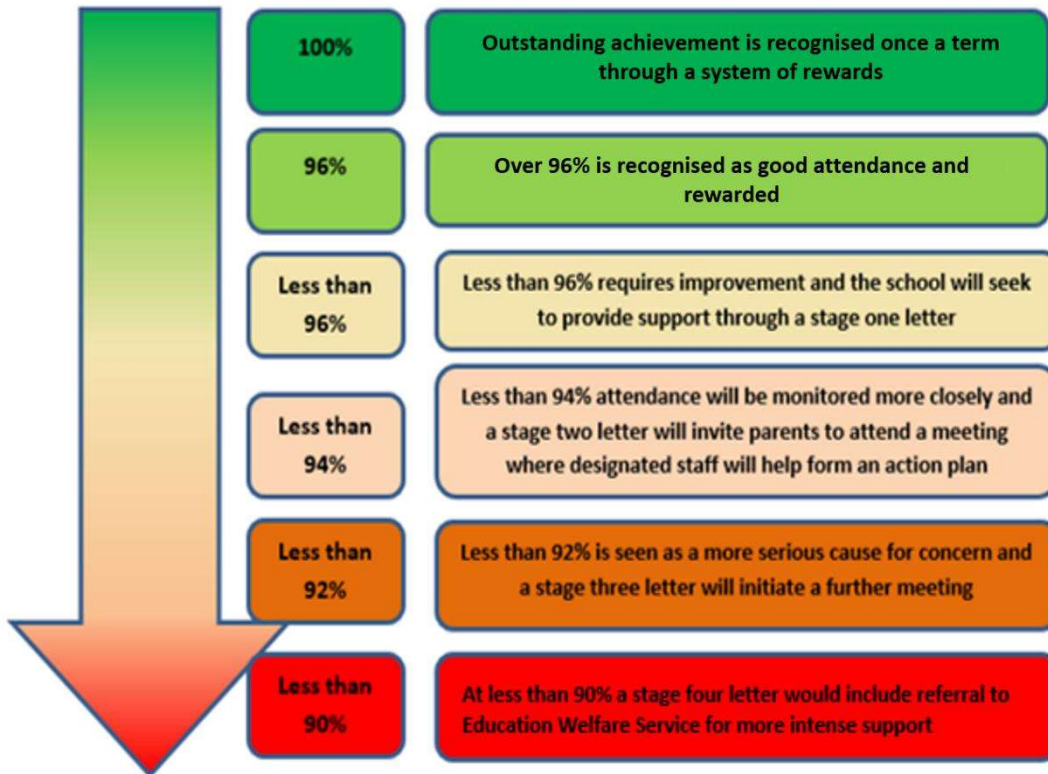 100%
Outstanding achievement is recognised once a term
through a system of rewards
96%
Over 96% is recognised as good attendance and
rewarded
Less than
96%
Less than 96% requires improvement and the school will seek
to provide support through a stage one letter
Less than
94%
Less than 94% attendance will be monitored more closely and
a stage two letter will invite parents to attend a meeting
where designated staff will help form an action plan
Less than
92%
Less than 92% is seen as a more serious cause for concern and
a stage three letter will initiate a further meeting
Less than
90%
At less than 90% a stage four letter would include referral to
Education Welfare Service for more intense support